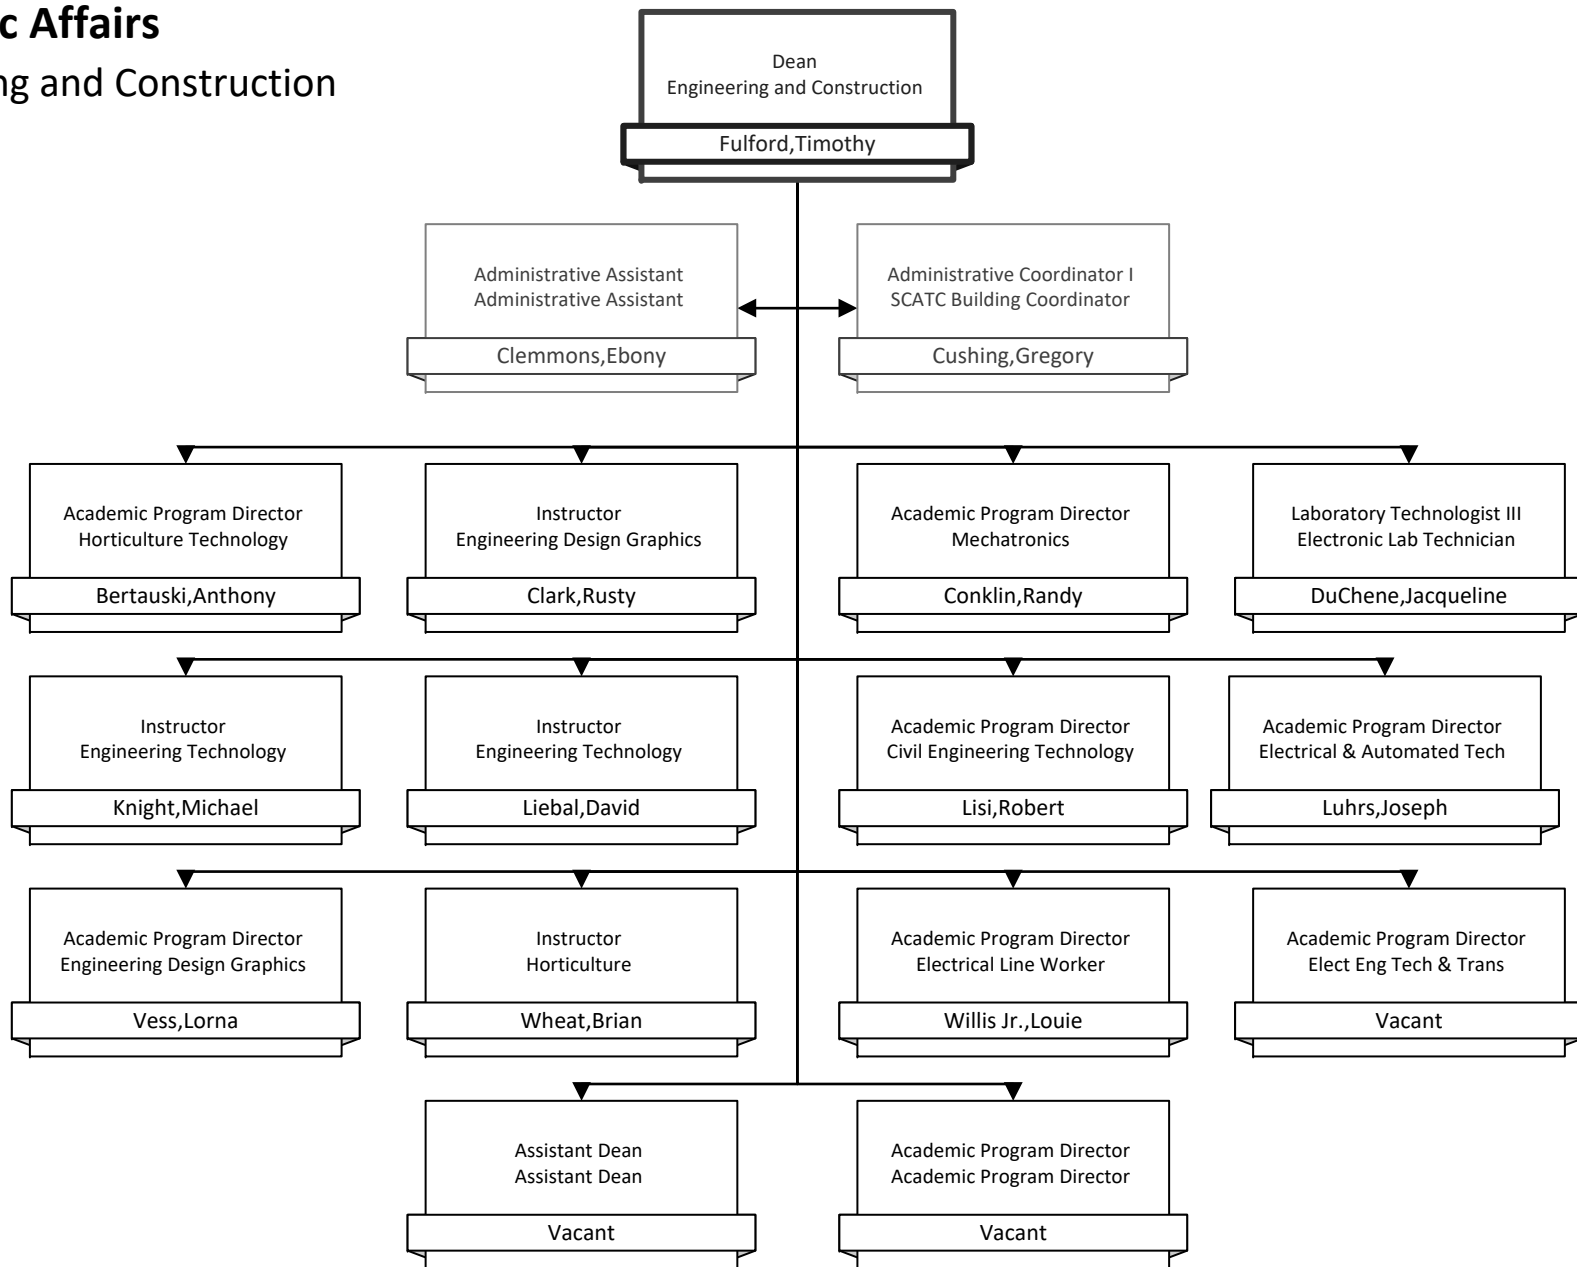 c Affairs
ng and Construction
Dean
Engineering and Construction
Fulford,Timothy
Administrative Assistant
Administrative Assistant
Clemmons,Ebony
Administrative Coordinator I
SCATC Building Coordinator
Cushing,Gregory
Academic Program Director
Horticulture Technology
Bertauski,Anthony
Instructor
Engineering Design Graphics
Clark,Rusty
Academic Program Director
Mechatronics
Conklin,Randy
Laboratory Technologist III
Electronic Lab Technician
DuChene,Jacqueline
Instructor
Engineering Technology
Knight,Michael
Instructor
Engineering Technology
Liebal,David
Academic Program Director
Civil Engineering Technology
Lisi,Robert
Academic Program Director
Electrical & Automated Tech
Luhrs,Joseph
Academic Program Director
Engineering Design Graphics
Vess,Lorna
Instructor
Horticulture
Wheat,Brian
Academic Program Director
Electrical Line Worker
Willis Jr.,Louie
Academic Program Director
Elect Eng Tech & Trans
Vacant
Assistant Dean
Assistant Dean
Vacant
Academic Program Director
Academic Program Director
Vacant